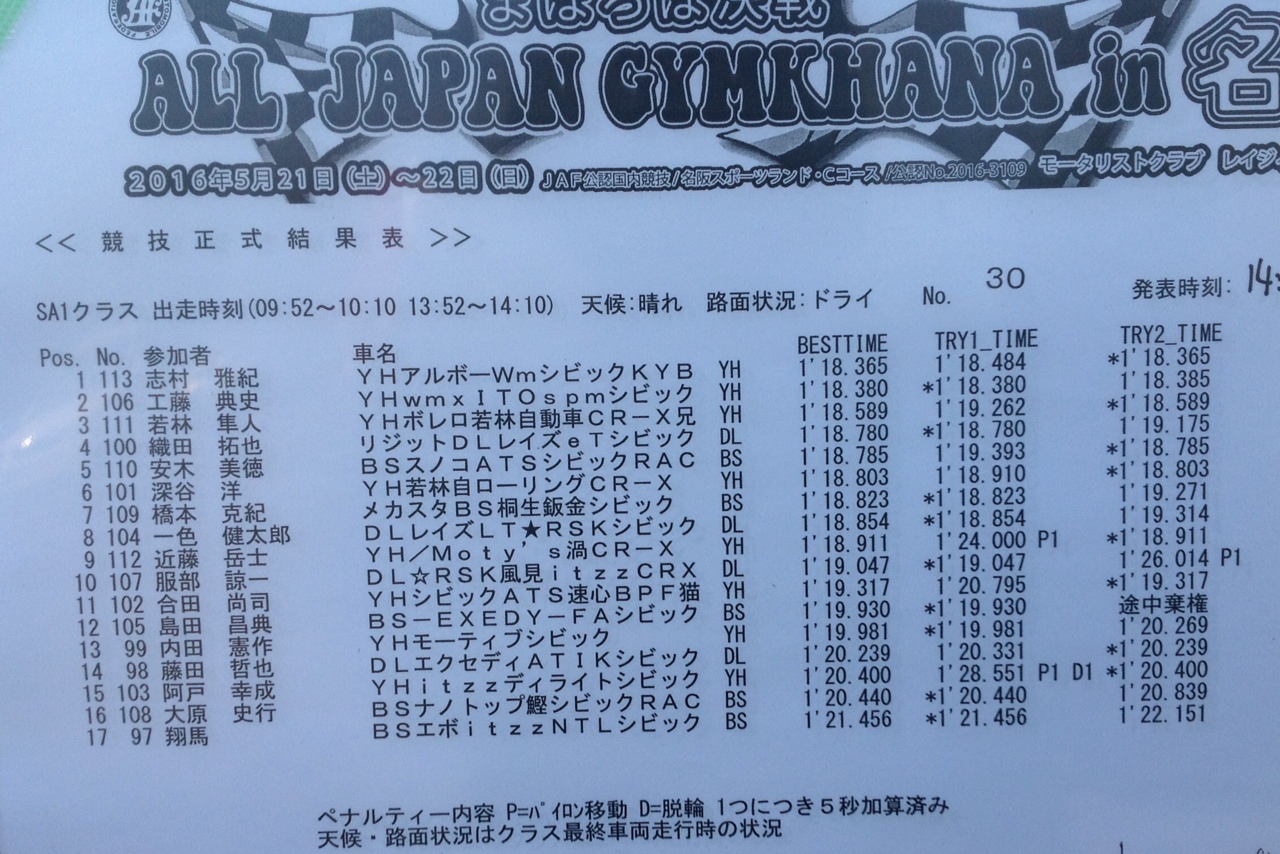 まほろば決戦
ALL JAPAN GYMKHANA in 名
2016年5月21日(土)~22日(日) JAF公認国内競技/名阪スポーツランド・Cコース/公認No.2016-3109 モータリストクラブ レイジ
<< 競技正式結果表 >>
SA1クラス 出走時刻(09:52~10:10 13:52~14:10) 天候:晴れ 路面状況:ドライ No. 30 発表時刻: 14:
Pos. No. 参加者 車名 BESTTIME TRY1_TIME TRY2_TIME
1 113 志村 雅紀 YHアルボーWmシビックKYB YH 1'18.365 1'18.484 *1'18.365
2 106 工藤 典史 YHwmxITOspmシビック YH 1'18.380 *1'18.380 1'18.385
3 111 若林 隼人 YHボレロ若林自動車CR-X兄 YH 1'18.589 1'19.262 *1'18.589
4 100 織田 拓也 リジットDLレイズeTシビック DL 1'18.780 *1'18.780 1'19.175
5 110 安木 美徳 BSスノコATSシビックRAC BS 1'18.785 1'19.393 *1'18.785
6 101 深谷 洋 YH若林自ローリングCR-X YH 1'18.803 1'18.910 *1'18.803
7 109 橋本 克紀 メカスタBS桐生鈑金シビック BS 1'18.823 *1'18.823 1'19.271
8 104 一色 健太郎 DLレイズLT★RSKシビック DL 1'18.854 *1'18.854 1'19.314
9 112 近藤 岳士 YH/Moty's渦CR-X YH 1'18.911 1'24.000 P1 *1'18.911
10 107 服部 諒一 DL☆RSK風見itzzCRX DL 1'19.047 *1'19.047 1'26.014 P1
11 102 合田 尚司 YHシビックATS速心BPF猫 YH 1'19.317 1'20.795 *1'19.317
12 105 島田 昌典 BS-EXEDY-FAシビック BS 1'19.930 *1'19.930 途中棄権
13 99 内田 憲作 YHモーティブシビック YH 1'19.981 *1'19.981 1'20.269
14 98 藤田 哲也 DLエクセディATIKシビック DL 1'20.239 1'20.331 *1'20.239
15 103 阿戸 幸成 YHitzzディライトシビック YH 1'20.400 1'28.551 P1 D1 *1'20.400
16 108 大原 史行 BSナノトップ鰹シビックRAC BS 1'20.440 *1'20.440 1'20.839
17 97 翔馬 BSエボitzzNTLシビック BS 1'21.456 *1'21.456 1'22.151
ペナルティー内容 P=パイロン移動 D=脱輪 1つにつき5秒加算済み
天候・路面状況はクラス最終車両走行時の状況